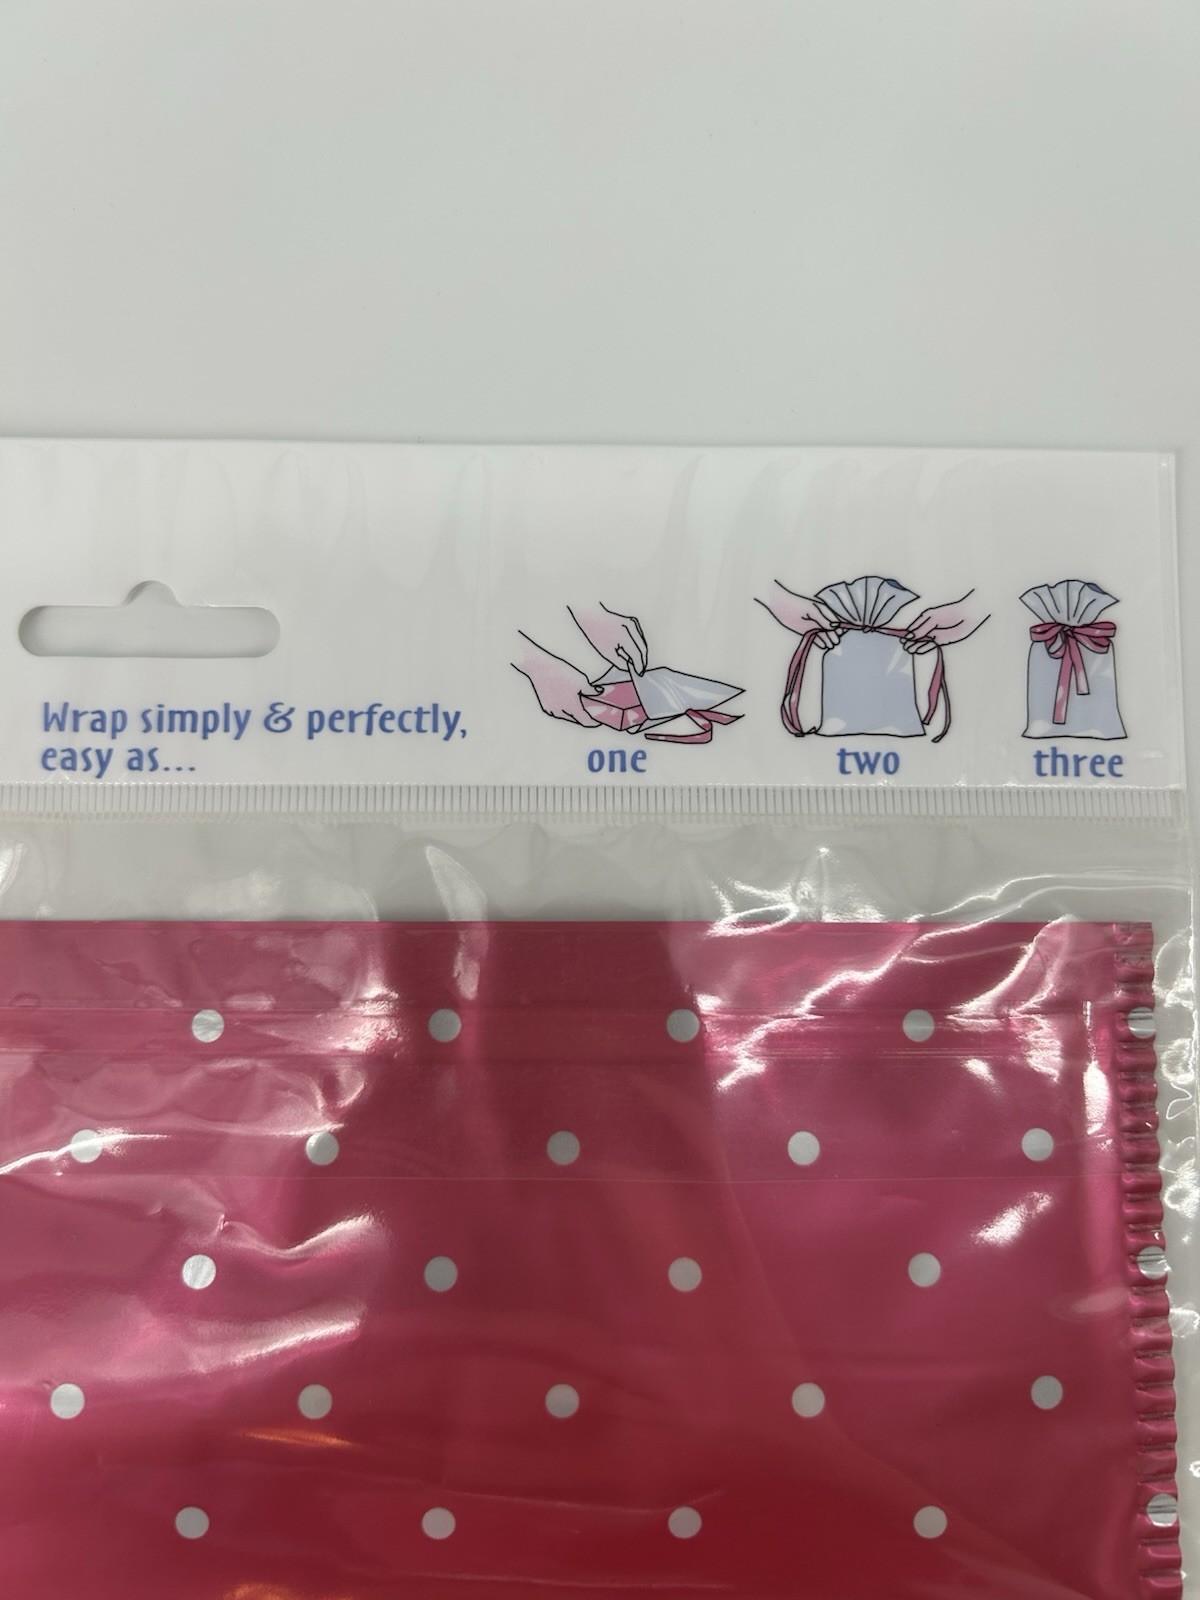 Wrap simply & perfectly,
easy as...
one
two
three